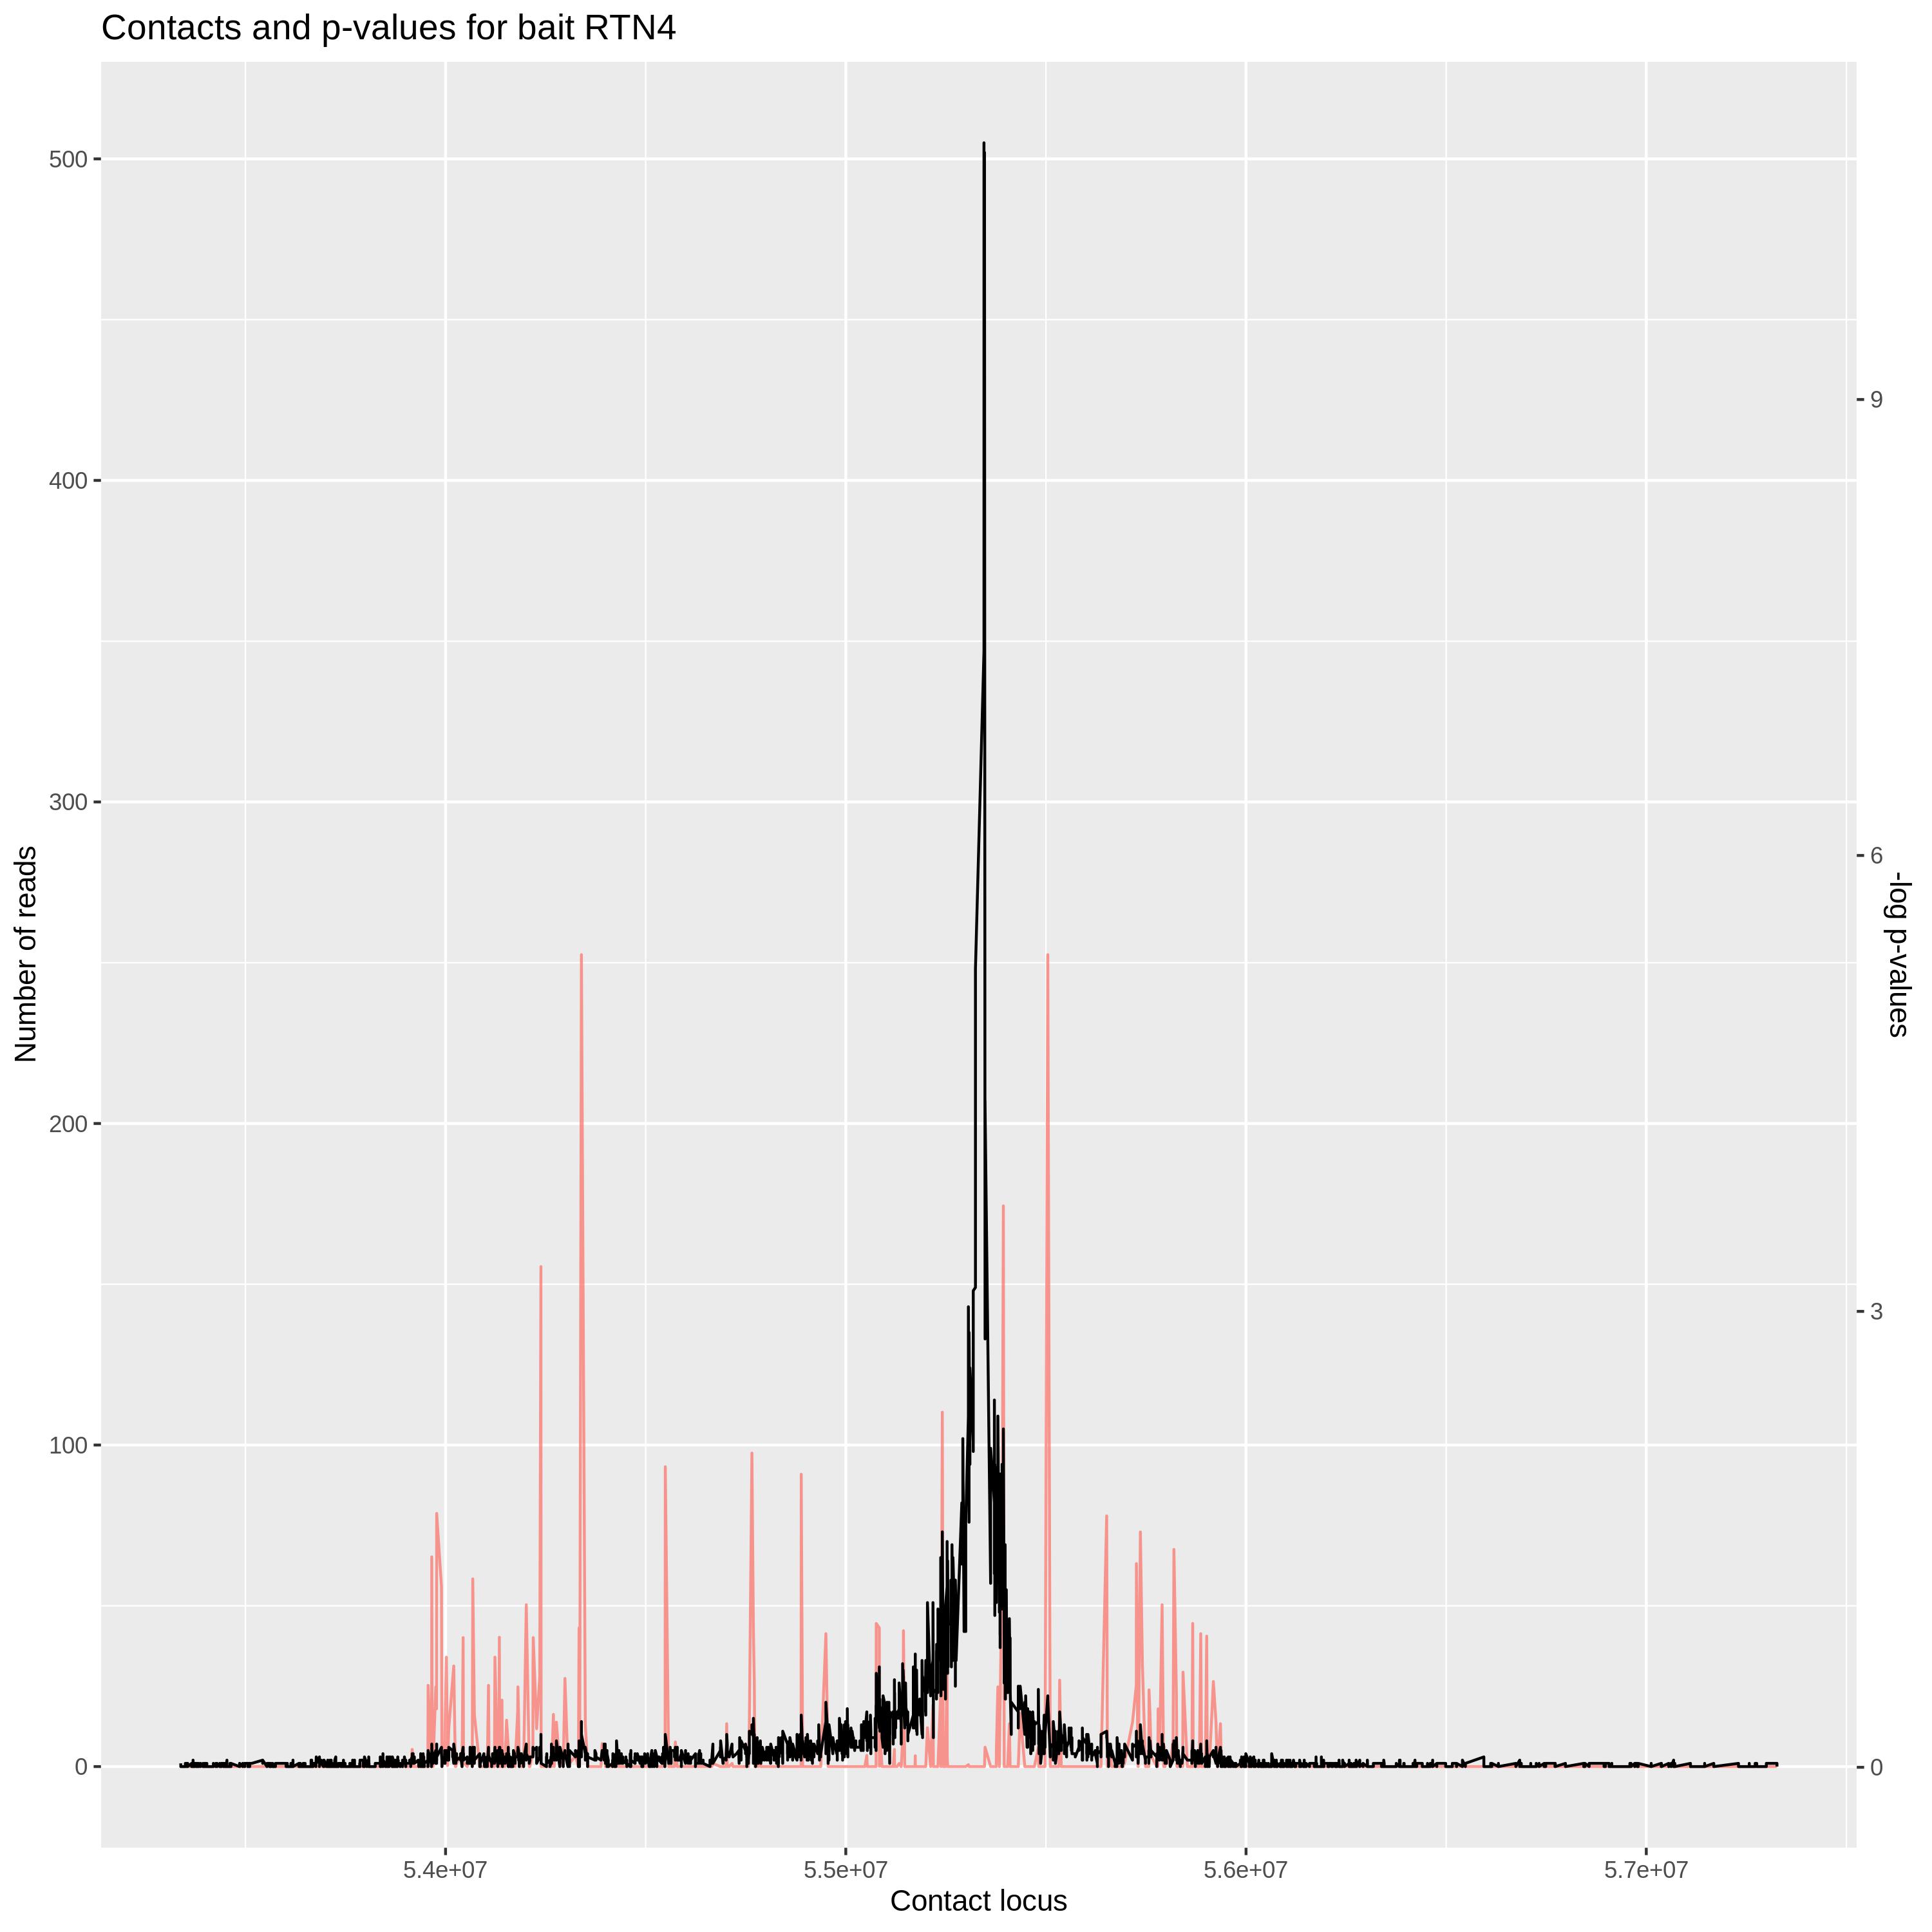 Contacts and p-values for bait RTN4
500
400
300
200
100
0
Number of reads
9
6
3
0
-log p-values
5.4e+07
5.5e+07
5.6e+07
5.7e+07
Contact locus